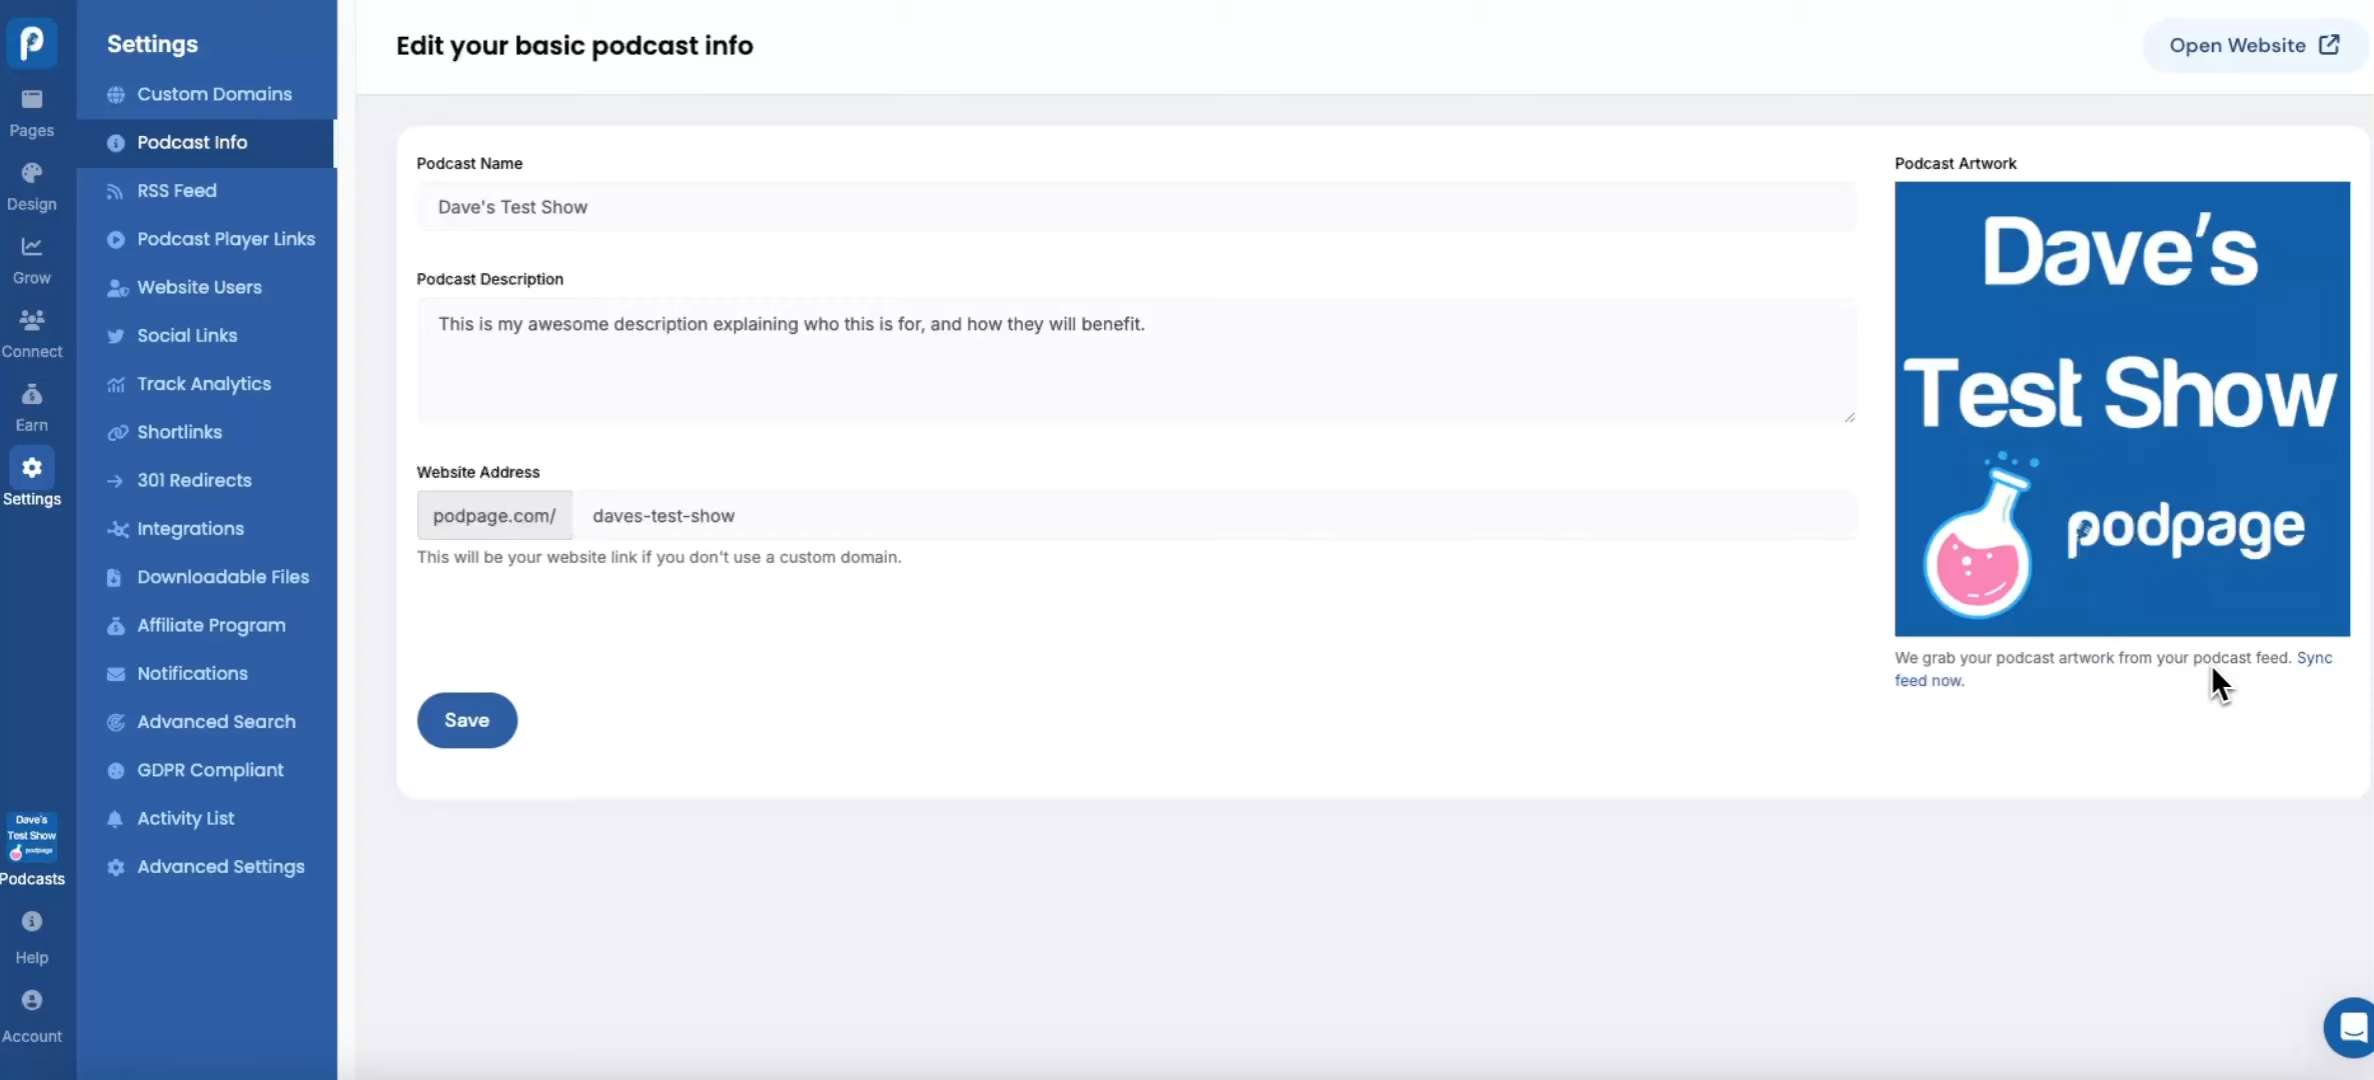 Pages
Design
Grow
Connect
Earn
Settings
Dave's
Test Show
podpage
Podcasts
Help
Account
Settings
Custom Domains
Podcast Info
RSS Feed
Podcast Player Links
Website Users
Social Links
Track Analytics
Shortlinks
301 Redirects
Integrations
Downloadable Files
Affiliate Program
Notifications
Advanced Search
GDPR Compliant
Activity List
Advanced Settings
Edit your basic podcast info
Open Website
Podcast Name
Dave's Test Show
Podcast Description
This is my awesome description explaining who this is for, and how they will benefit.
Website Address
podpage.com/ daves-test-show
This will be your website link if you don't use a custom domain.
Save
Podcast Artwork
Dave's
Test Show
podpage
We grab your podcast artwork from your podcast feed. Sync
feed now.